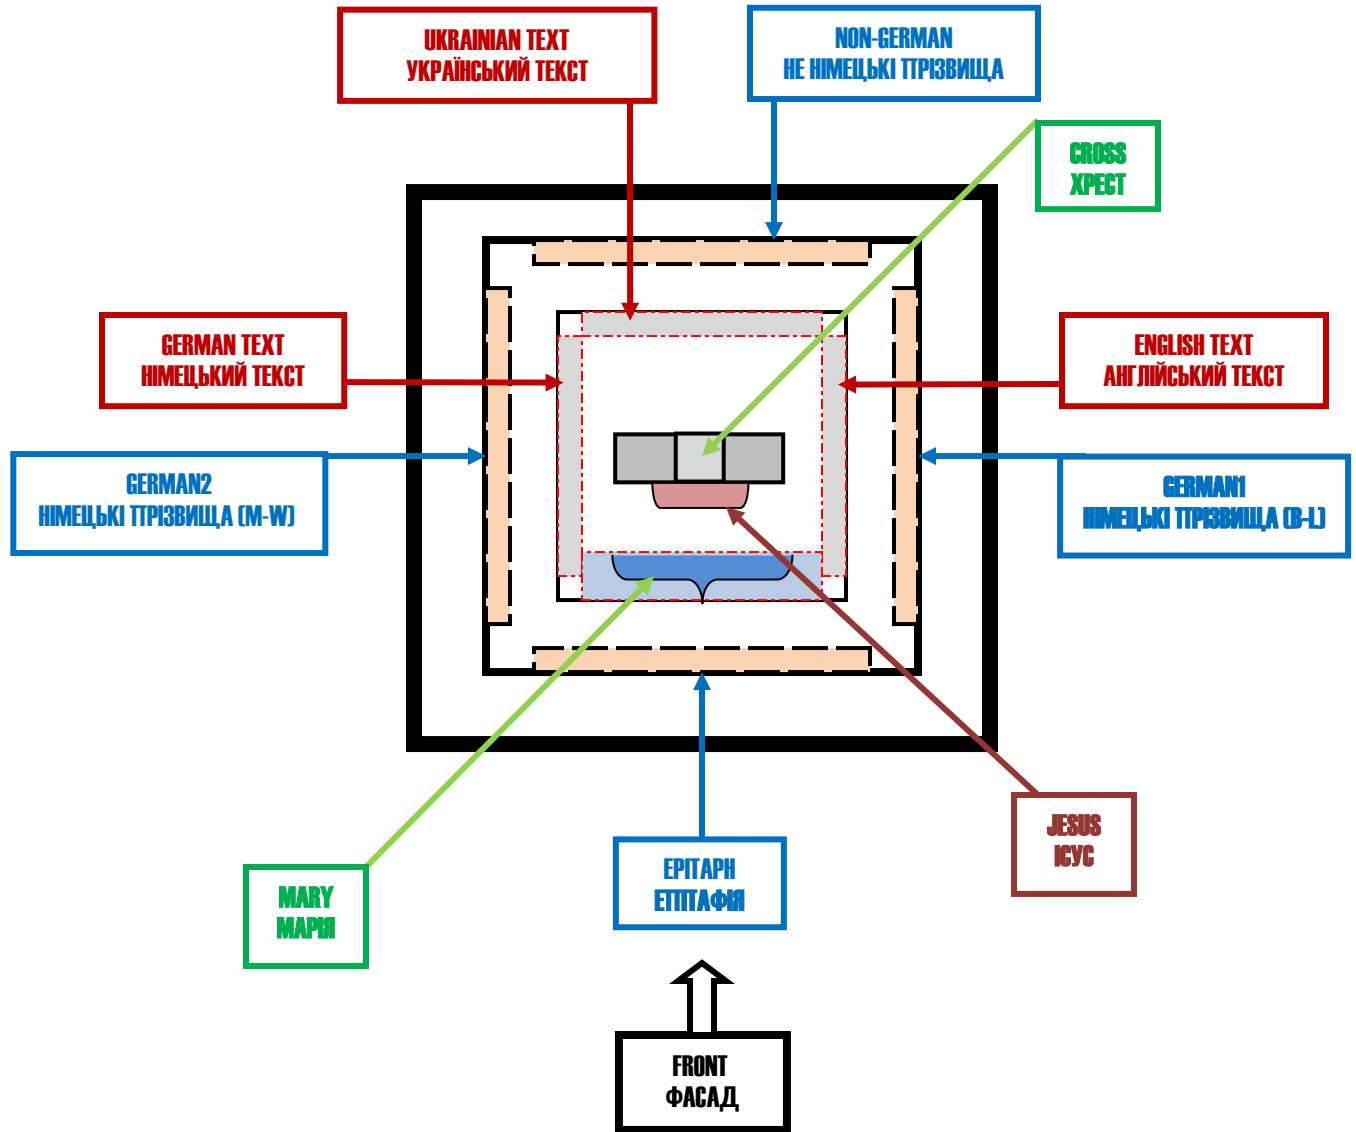 UKRAINIAN TEXT
УКРАЇНСЬКИЙ ТЕКСТ
NON-GERMAN
НЕ НІМЕЦЬКІ ПРІЗВИЩА
CROSS
ХРЕСТ
GERMAN TEXT
НІМЕЦЬКИЙ ТЕКСТ
ENGLISH TEXT
АНГЛІЙСЬКИЙ ТЕКСТ
GERMAN2
НІМЕЦЬКІ ПРІЗВИЩА (M-W)
GERMAN1
НІМЕЦЬКІ ПРІЗВИЩА (B-L)
JESUS
ІСУС
EPITAPH
ЕПІТАФІЯ
MARY
МАРІЯ
FRONT
ФАСАД